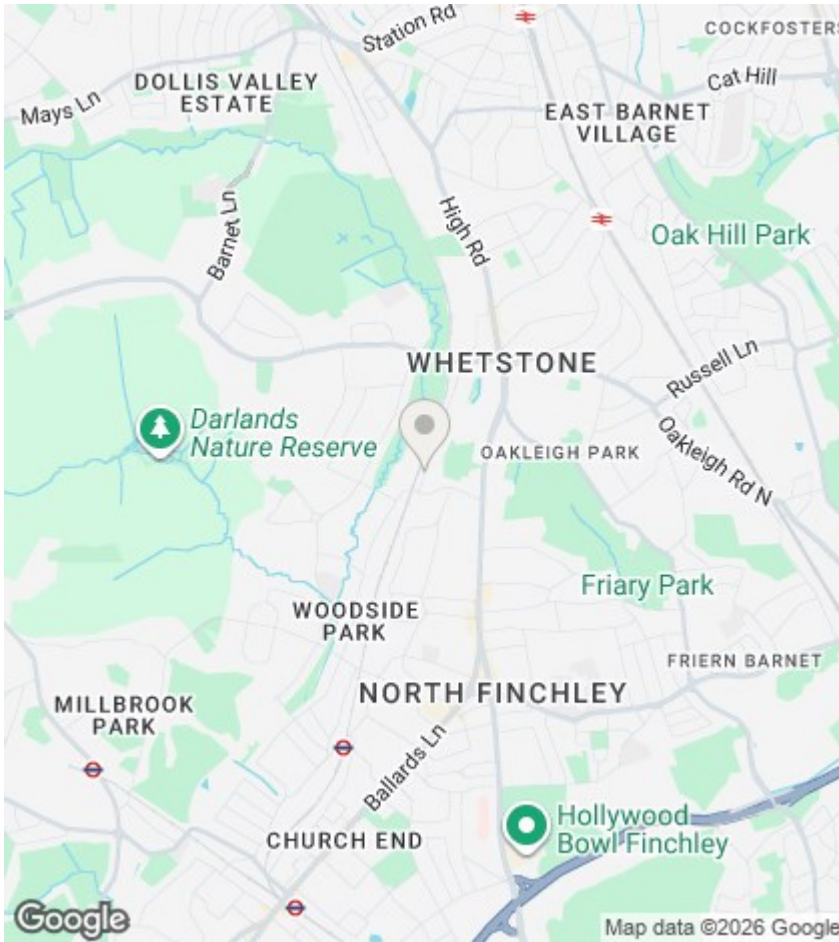 Station Rd
COCKFOSTERS
DOLLIS VALLEY
ESTATE
Cat Hill
Mays Ln
EAST BARNET
VILLAGE
Barnet Ln
High Rd
Oak Hill Park
WHETSTONE
Russell Ln
Darlands
Nature Reserve
OAKLEIGH PARK
Oakleigh Rd N
Friary Park
WOODSIDE
PARK
FRIERN BARNET
NORTH FINCHLEY
MILLBROOK
PARK
Ballards Ln
Hollywood
Bowl Finchley
CHURCH END
Google
Map data ©2026 Google